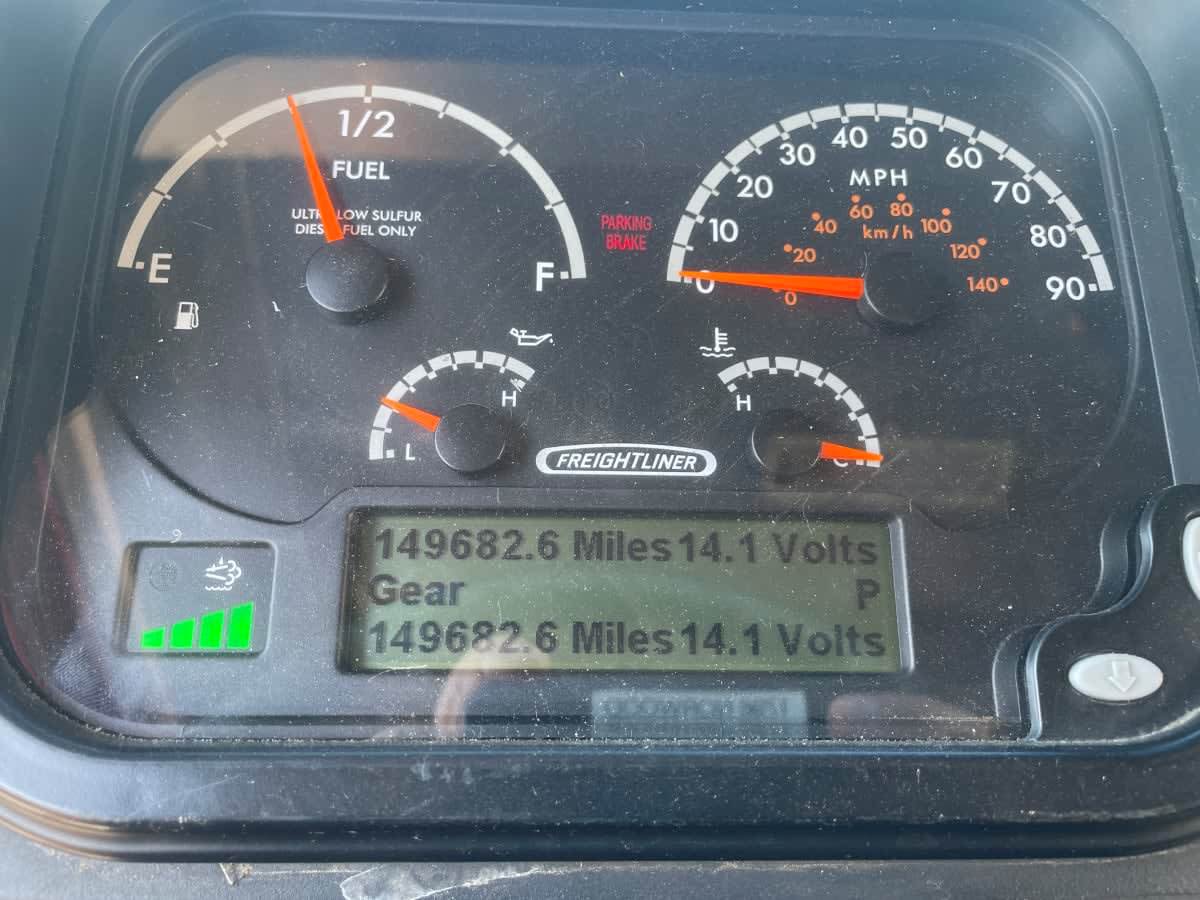 1/2
FUEL
ULTRA LOW SULFUR
DIESEL FUEL ONLY
E
F
PARKING
BRAKE
0 10 20 30 40 50 60 70 80 90
MPH
km/h
0 20 40 60 80 100 120 140
L
H
H
C
FREIGHTLINER
149682.6 Miles 14.1 Volts
Gear P
149682.6 Miles 14.1 Volts